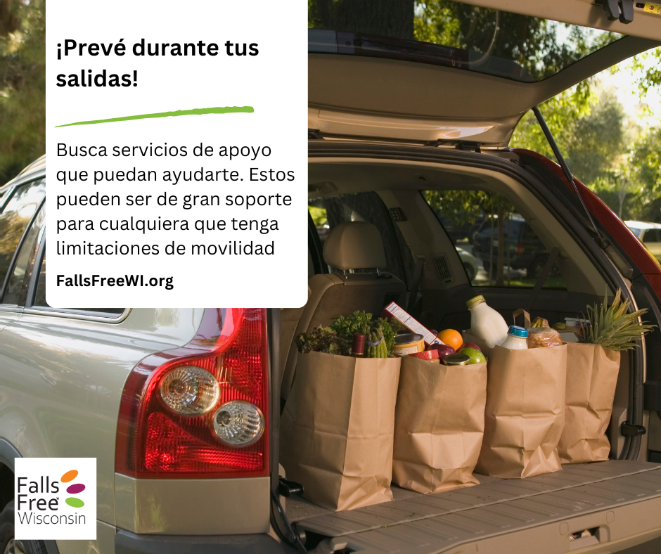 ¡Prevé durante tus
salidas!
Busca servicios de apoyo
que puedan ayudarte. Estos
pueden ser de gran soporte
para cualquiera que tenga
limitaciones de movilidad
FallsFreeWI.org
Falls
Free
Wisconsin